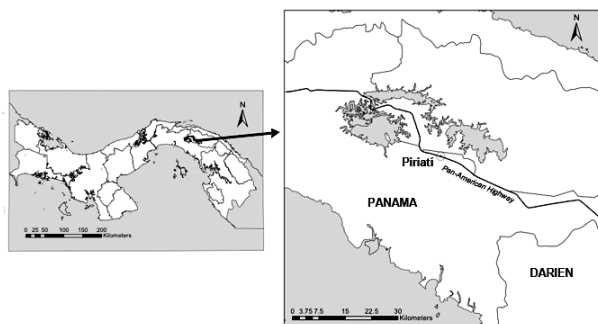 N
0 25 50 100 150 200
Kilometers
N
Piriati
Pan-American Highway
PANAMA
DARIEN
0 3.75 7.5 15 22.5 30
Kilometers